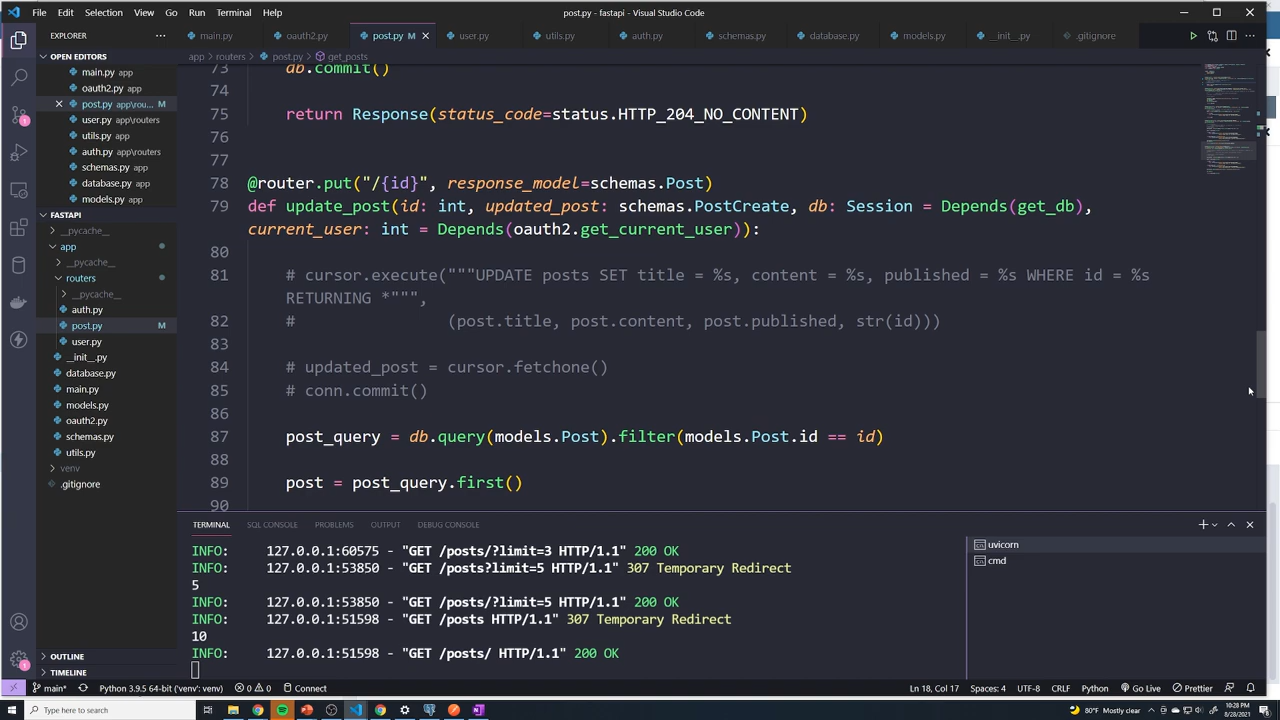 File Edit Selection View Go Run Terminal Help
post.py - fastapi - Visual Studio Code
EXPLORER
main.py
oauth2.py
post.py M
user.py
utils.py
auth.py
schemas.py
database.py
models.py
__init__.py
.gitignore
app > routers > post.py > get_posts
OPEN EDITORS
main.py app
oauth2.py app
post.py app\rou... M
user.py app\routers
utils.py app
auth.py app\routers
schemas.py app
database.py app
models.py app
FASTAPI
__pycache__
app
__pycache__
routers
__pycache__
auth.py
post.py M
user.py
__init__.py
database.py
main.py
models.py
oauth2.py
schemas.py
utils.py
venv
.gitignore
OUTLINE
TIMELINE
73 db.commit()
74
75 return Response(status_code=status.HTTP_204_NO_CONTENT)
76
77
78 @router.put("/{id}", response_model=schemas.Post)
79 def update_post(id: int, updated_post: schemas.PostCreate, db: Session = Depends(get_db),
current_user: int = Depends(oauth2.get_current_user)):
80
81 # cursor.execute("""UPDATE posts SET title = %s, content = %s, published = %s WHERE id = %s
RETURNING *""",
82 # (post.title, post.content, post.published, str(id)))
83
84 # updated_post = cursor.fetchone()
85 # conn.commit()
86
87 post_query = db.query(models.Post).filter(models.Post.id == id)
88
89 post = post_query.first()
90
TERMINAL SQL CONSOLE PROBLEMS OUTPUT DEBUG CONSOLE
INFO: 127.0.0.1:60575 - "GET /posts/?limit=3 HTTP/1.1" 200 OK
INFO: 127.0.0.1:53850 - "GET /posts?limit=5 HTTP/1.1" 307 Temporary Redirect
5
INFO: 127.0.0.1:53850 - "GET /posts/?limit=5 HTTP/1.1" 200 OK
INFO: 127.0.0.1:51598 - "GET /posts HTTP/1.1" 307 Temporary Redirect
10
INFO: 127.0.0.1:51598 - "GET /posts/ HTTP/1.1" 200 OK
uvicorn
cmd
main* Python 3.9.5 64-bit ('venv': venv) 0 0 Connect
Ln 18, Col 17 Spaces: 4 UTF-8 CRLF Python Go Live Prettier
Type here to search
80°F Mostly clear
10:28 PM
8/28/2021